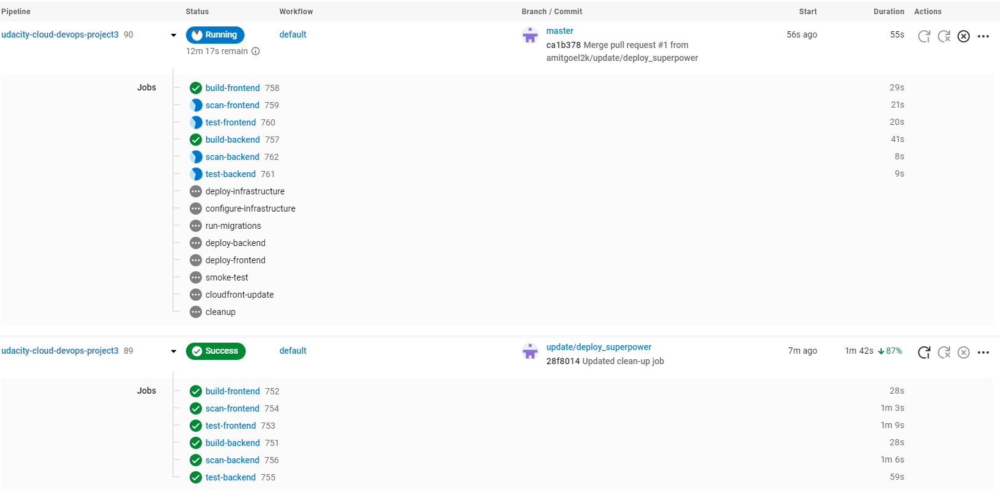 Pipeline Status Workflow Branch / Commit Start Duration Actions
udacity-cloud-devops-project3 90 Running default master 56s ago 55s
12m 17s remain ca1b378 Merge pull request #1 from
amitgoel2k/update/deploy_superpower
Jobs build-frontend 758 29s
scan-frontend 759 21s
test-frontend 760 20s
build-backend 757 41s
scan-backend 762 8s
test-backend 761 9s
deploy-infrastructure
configure-infrastructure
run-migrations
deploy-backend
deploy-frontend
smoke-test
cloudfront-update
cleanup
udacity-cloud-devops-project3 89 Success default update/deploy_superpower 7m ago 1m 42s 87%
28f8014 Updated clean-up job
Jobs build-frontend 752 28s
scan-frontend 754 1m 3s
test-frontend 753 1m 9s
build-backend 751 28s
scan-backend 756 1m 6s
test-backend 755 59s